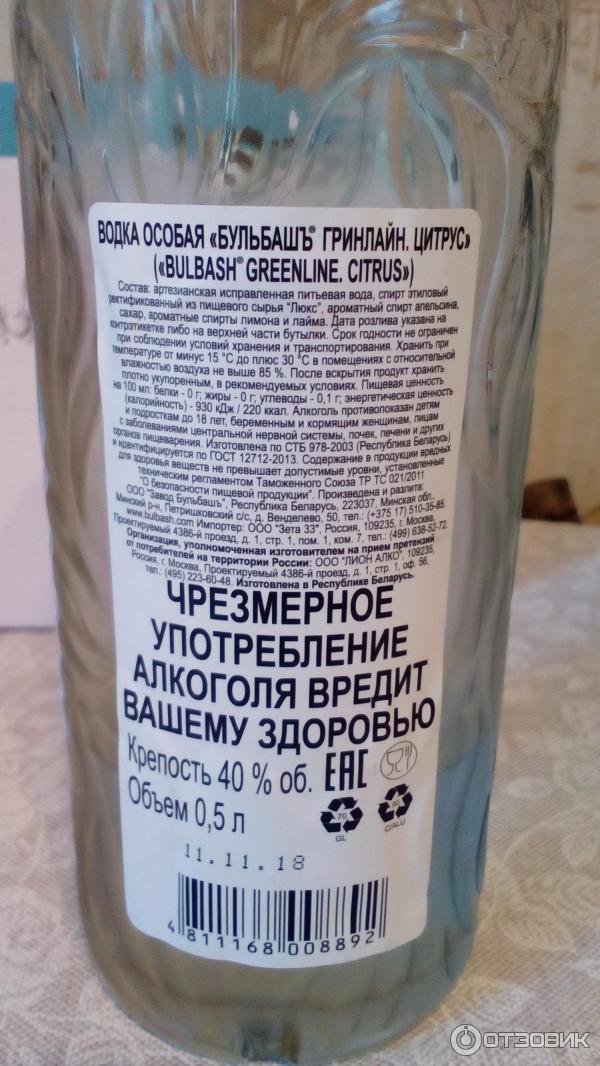 ВОДКА ОСОБАЯ «БУЛЬБАШЪ® ГРИНЛАЙН. ЦИТРУС»
(«BULBASH® GREENLINE. CITRUS»)
Состав: артезианская исправленная питьевая вода, спирт этиловый
ректификованный из пищевого сырья "Люкс", ароматный спирт апельсина,
сахар, ароматные спирты лимона и лайма. Дата розлива указана на
контрэтикетке либо на верхней части бутылки. Срок годности не ограничен
при соблюдении условий хранения и транспортирования. Хранить при
температуре от минус 15 °С до плюс 30 °С в помещениях с относительной
влажностью воздуха не выше 85 %. После вскрытия продукт хранить
плотно укупоренным, в рекомендуемых условиях. Пищевая ценность
на 100 мл: белки - 0 г; жиры - 0 г; углеводы - 0,1 г; энергетическая ценность
(калорийность) - 930 кДж / 220 ккал. Алкоголь противопоказан детям
и подросткам до 18 лет, беременным и кормящим женщинам, лицам
с заболеваниями центральной нервной системы, почек, печени и других
органов пищеварения. Изготовлена по СТБ 978-2003 (Республика Беларусь)
и идентифицируется по ГОСТ 12712-2013. Содержание в продукции вредных
для здоровья веществ не превышает допустимые уровни, установленные
техническим регламентом Таможенного Союза ТР ТС 021/2011
"О безопасности пищевой продукции". Произведена и разлита:
ООО "Завод Бульбашъ", Республика Беларусь, 223037, Минская обл.,
Минский р-н, Петришковский с/с, д. Венделево, 50, тел.: (+375 17) 510-35-85.
www.bulbash.com Импортер: ООО "Зета 33", Россия, 109235, г. Москва,
Проектируемый 4386-й проезд, д. 1, стр. 1, пом. 1, ком. 7, тел.: (499) 638-52-72.
Организация, уполномоченная изготовителем на прием претензий
от потребителей на территории России: ООО "ЛИОН АЛКО", 109235,
Россия, г. Москва, Проектируемый 4386-й проезд, д. 1, стр. 1, оф. 56,
тел.: (495) 223-60-48. Изготовлена в Республике Беларусь.
ЧРЕЗМЕРНОЕ
УПОТРЕБЛЕНИЕ
АЛКОГОЛЯ ВРЕДИТ
ВАШЕМУ ЗДОРОВЬЮ
Крепость 40 % об. ЕАС
Объем 0,5 л
70
GL
90
C/ALU
11.11.18
4 811168 008892
ОТЗОВИК